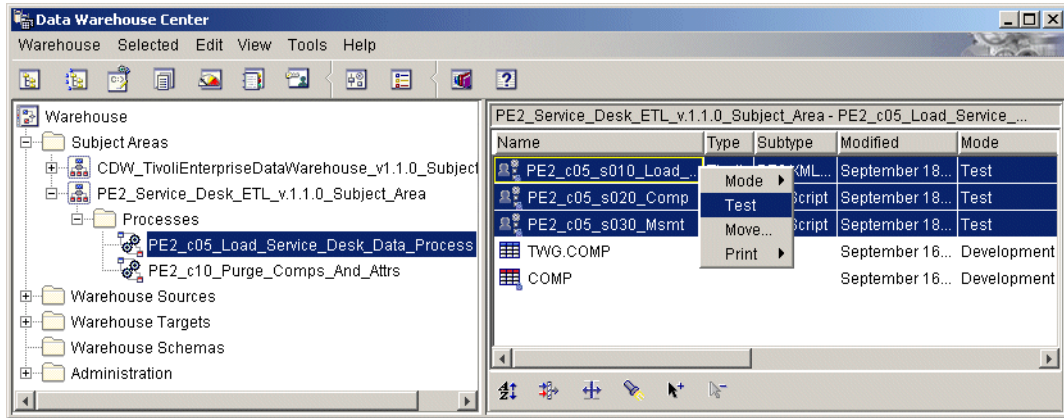 Data Warehouse Center
Warehouse Selected Edit View Tools Help
Warehouse
Subject Areas
CDW_TivoliEnterpriseDataWarehouse_v1.1.0_Subject
PE2_Service_Desk_ETL_v.1.1.0_Subject_Area
Processes
PE2_c05_Load_Service_Desk_Data_Process
PE2_c10_Purge_Comps_And_Attrs
Warehouse Sources
Warehouse Targets
Warehouse Schemas
Administration
PE2_Service_Desk_ETL_v.1.1.0_Subject_Area - PE2_c05_Load_Service_...
Name Type Subtype Modified Mode
PE2_c05_s010_Load_... September 18... Test
PE2_c05_s020_Comp Script September 18... Test
PE2_c05_s030_Msmt Script September 18... Test
TWG.COMP September 16... Development
COMP September 16... Development
Mode
Test
Move...
Print